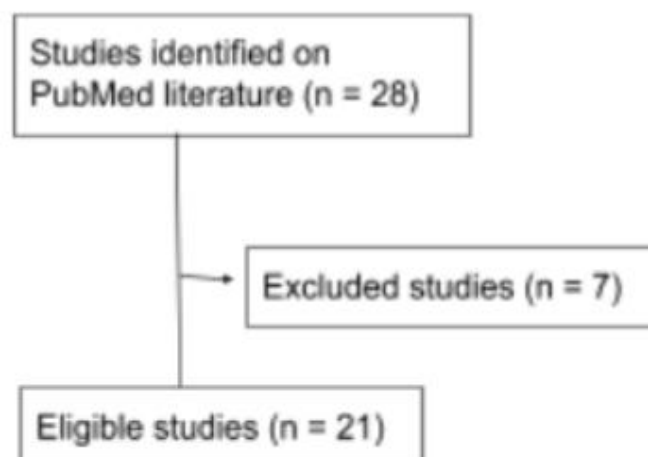 Studies identified on
PubMed literature (n = 28)
Excluded studies (n = 7)
Eligible studies (n = 21)